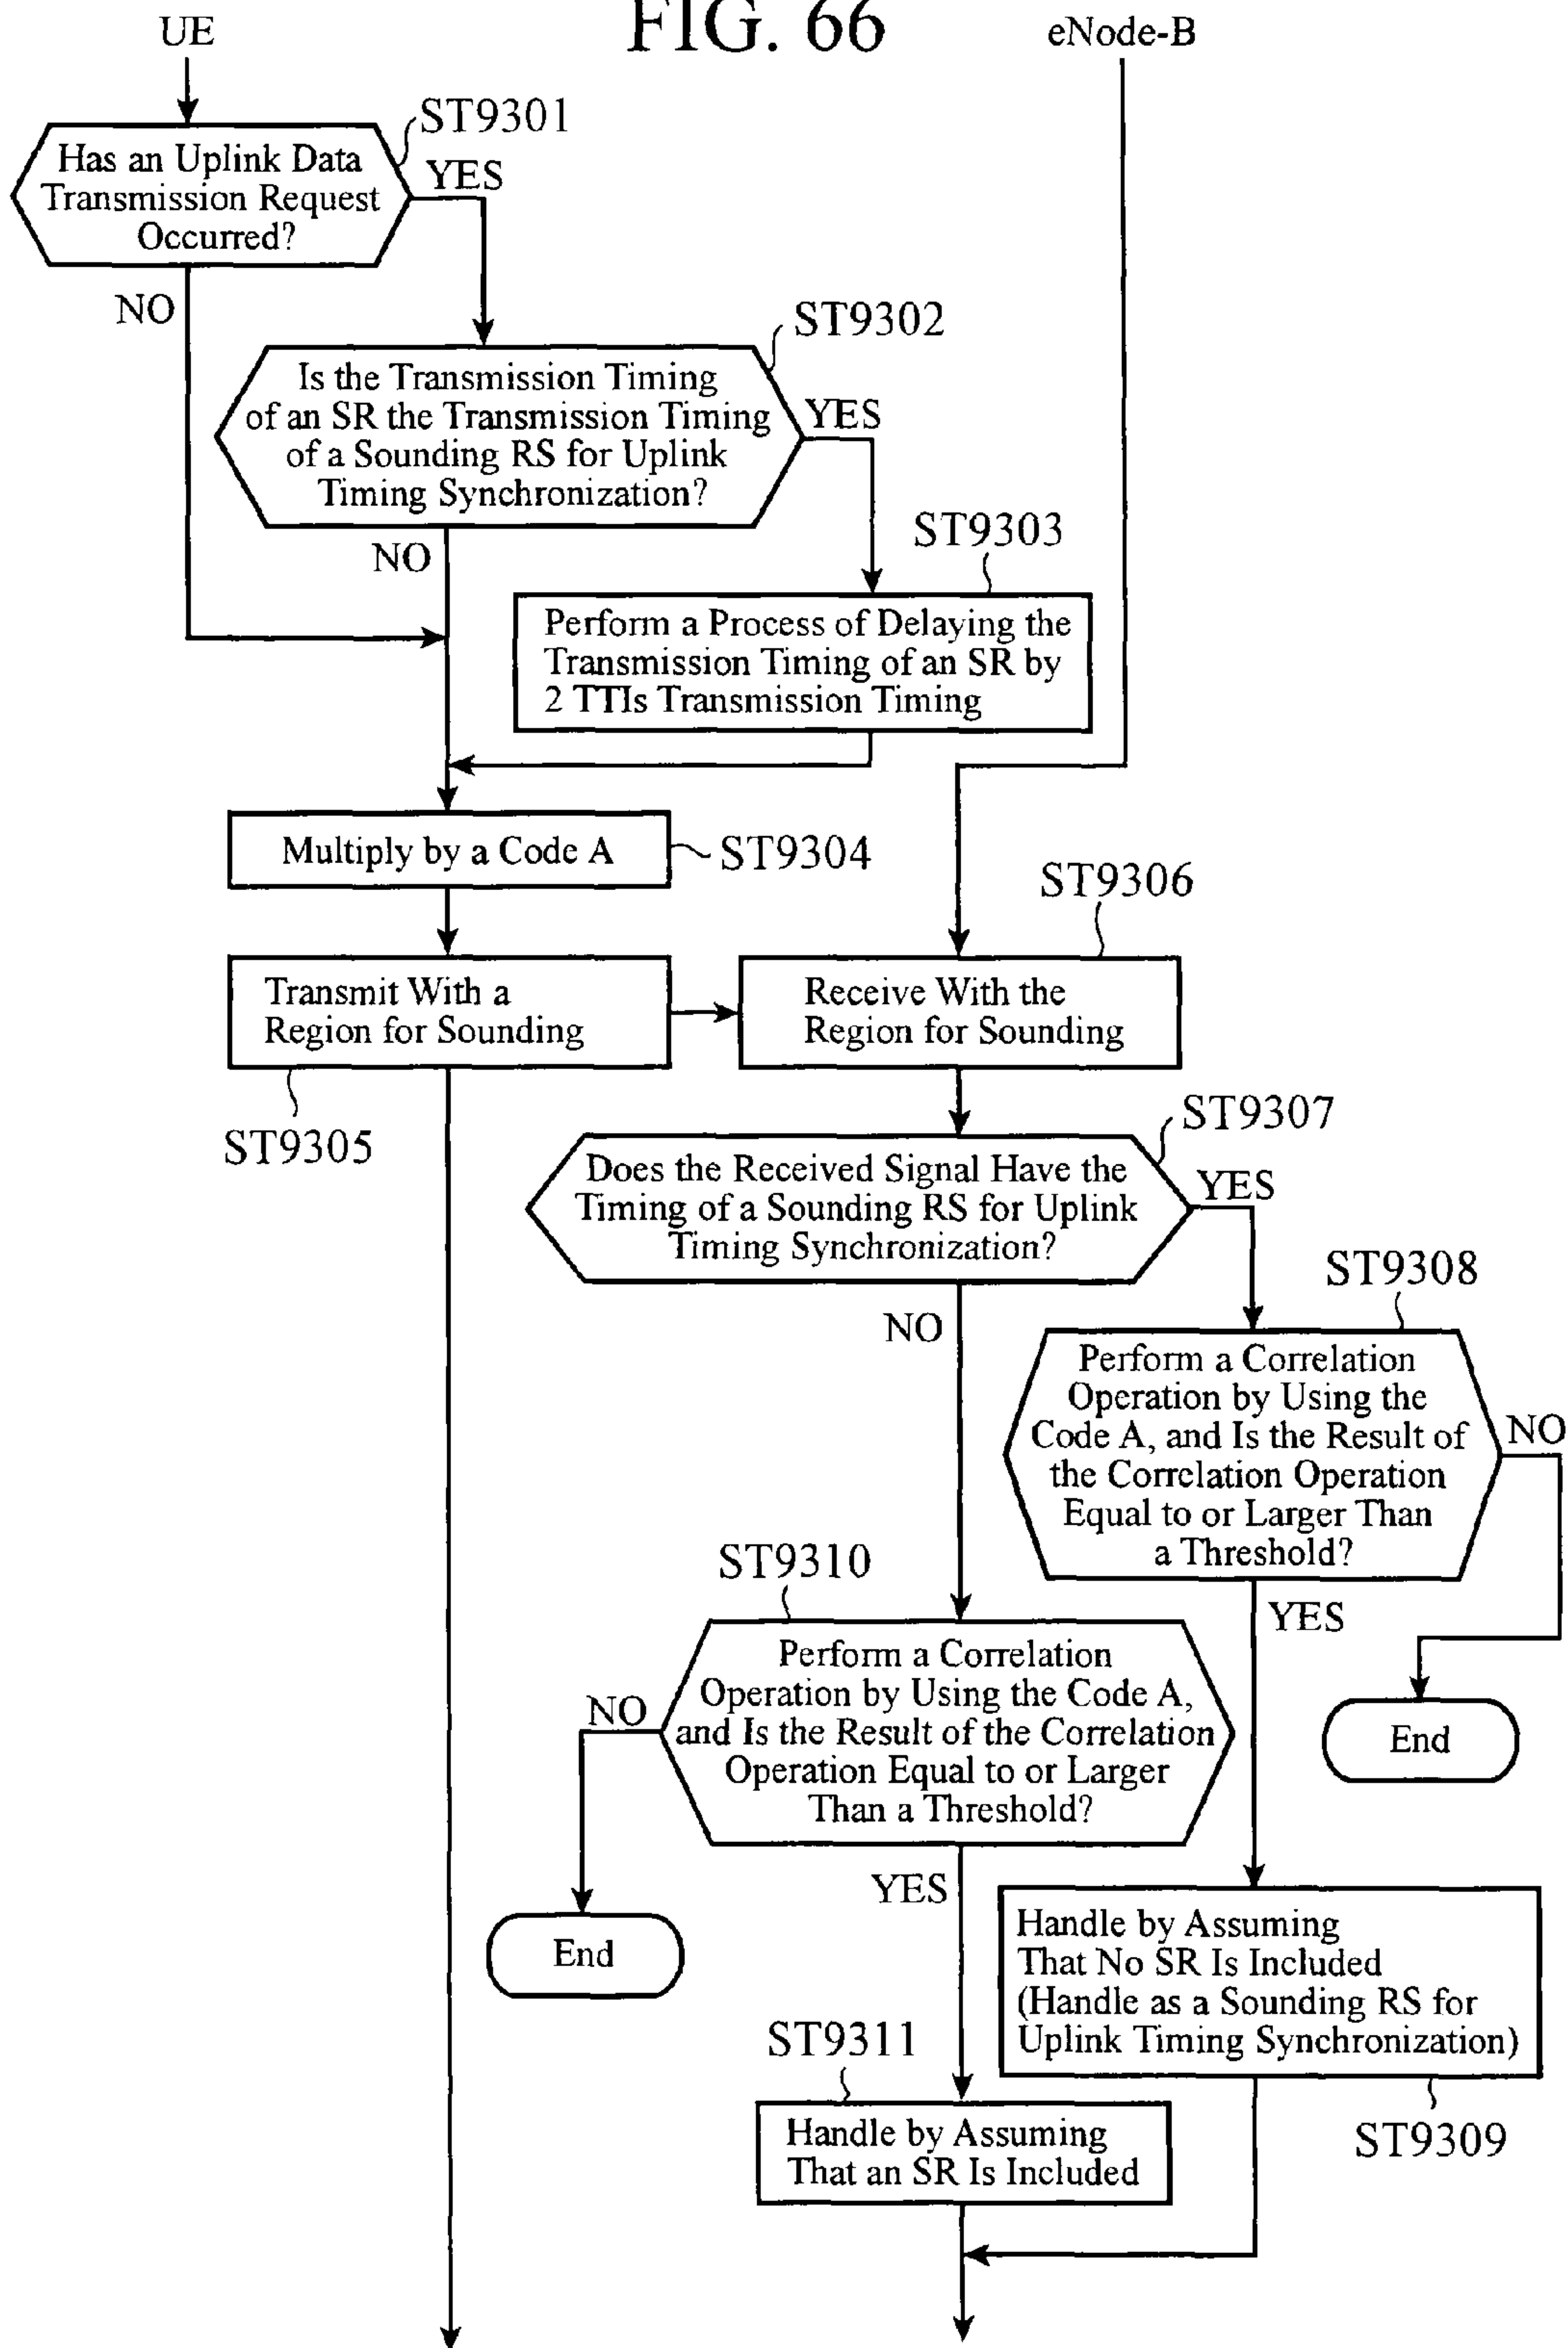 FIG. 66
UE
eNode-B
ST9301
Has an Uplink Data
Transmission Request
Occurred?
YES
NO
ST9302
Is the Transmission Timing
of an SR the Transmission Timing
of a Sounding RS for Uplink
Timing Synchronization?
YES
NO
ST9303
Perform a Process of Delaying the
Transmission Timing of an SR by
2 TTIs Transmission Timing
Multiply by a Code A
ST9304
ST9306
Transmit With a
Region for Sounding
Receive With the
Region for Sounding
ST9305
ST9307
Does the Received Signal Have the
Timing of a Sounding RS for Uplink
Timing Synchronization?
YES
NO
ST9308
Perform a Correlation
Operation by Using the
Code A, and Is the Result of
the Correlation Operation
Equal to or Larger Than
a Threshold?
NO
YES
End
ST9310
Perform a Correlation
Operation by Using the Code A,
and Is the Result of the Correlation
Operation Equal to or Larger
Than a Threshold?
NO
YES
End
Handle by Assuming
That No SR Is Included
(Handle as a Sounding RS for
Uplink Timing Synchronization)
ST9309
ST9311
Handle by Assuming
That an SR Is Included